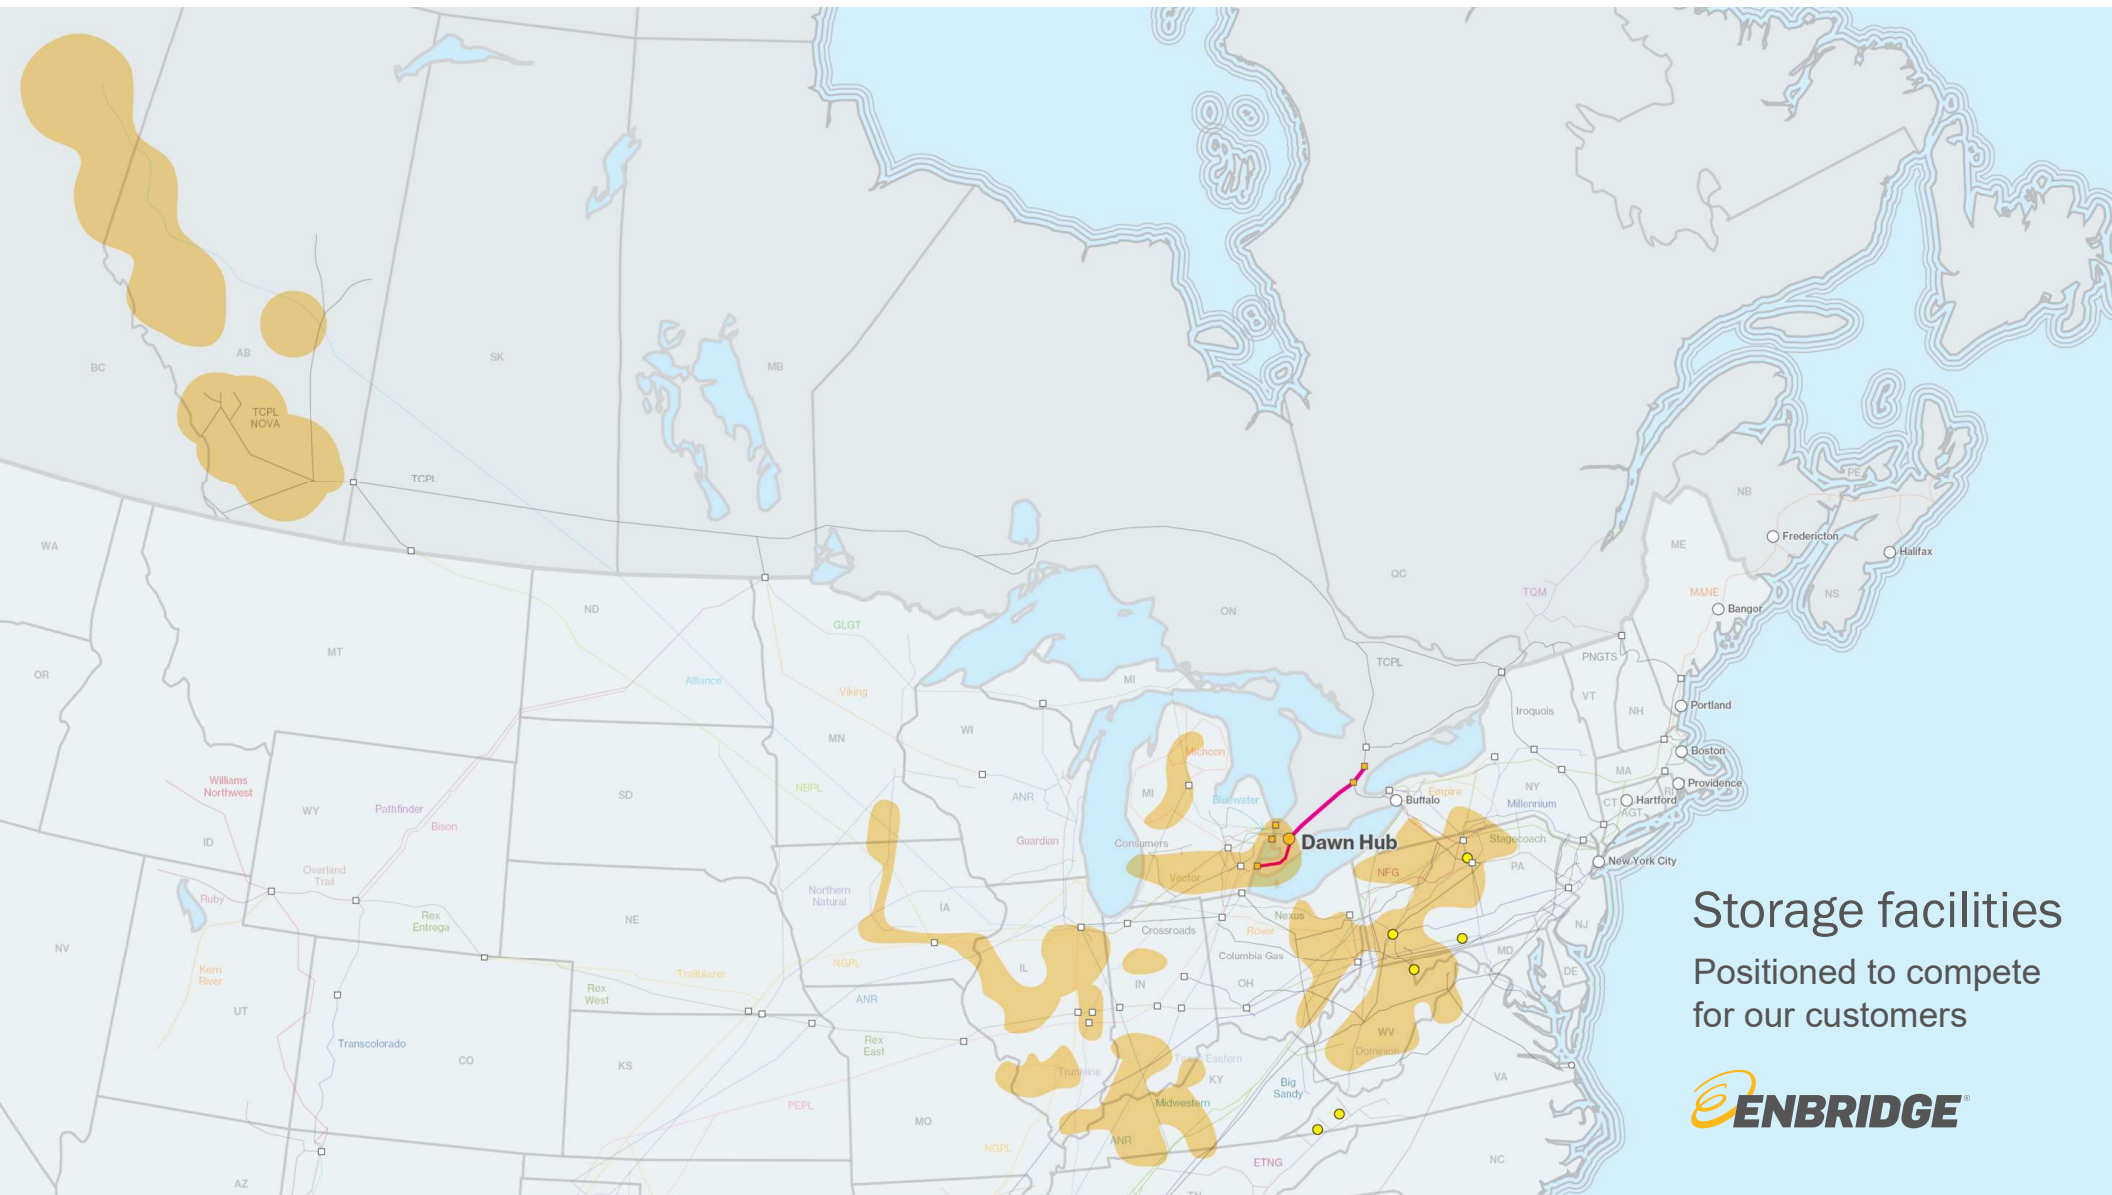 AB
BC
SK
MB
TCPL
NOVA
TCPL
WA
OR
MT
ND
GLGT
ON
QC
TQM
NB
PE
Fredericton
Halifax
NS
ME
M&NE
Bangor
PNGTS
TCPL
MI
Alliance
Viking
WI
MN
VT
NH
Portland
Iroquois
Boston
Michcon
MA
Providence
RI
Williams
Northwest
WY
Pathfinder
Bison
SD
NBPL
ANR
MI
Bluewater
Empire
Buffalo
NY
Millennium
CT
Hartford
AGT
ID
Guardian
Consumers
Dawn Hub
Stagecoach
New York City
Overland
Trail
Vector
NFG
PA
Ruby
Rex
Entrega
NE
Northern
Natural
IA
Nexus
Rover
Crossroads
NJ
NV
Kern
River
Trailblazer
NGPL
IL
IN
Columbia Gas
OH
MD
DE
UT
Rex
West
ANR
Transcolorado
CO
KS
Rex
East
Trunkline
Texas Eastern
KY
WV
Dominion
Big
Sandy
VA
PEPL
Midwestern
MO
ANR
NGPL
ETNG
NC
AZ
TN
Storage facilities
Positioned to compete
for our customers
ENBRIDGE®